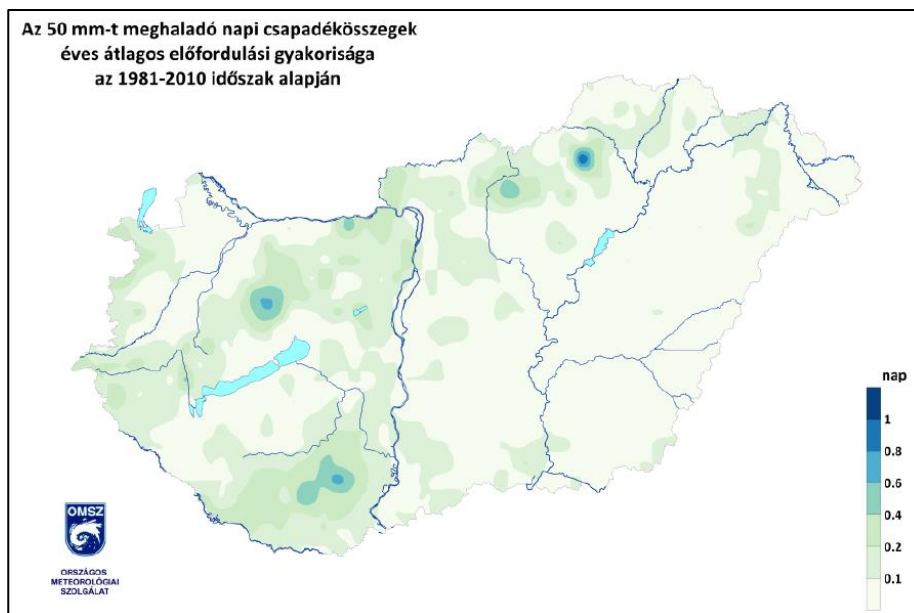 Az 50 mm-t meghaladó napi csapadékösszegek
éves átlagos előfordulási gyakorisága
az 1981-2010 időszak alapján
nap
1
0.8
0.6
0.4
0.2
0.1
OMSZ
ORSZÁGOS
METEOROLÓGIAI
SZOLGÁLAT